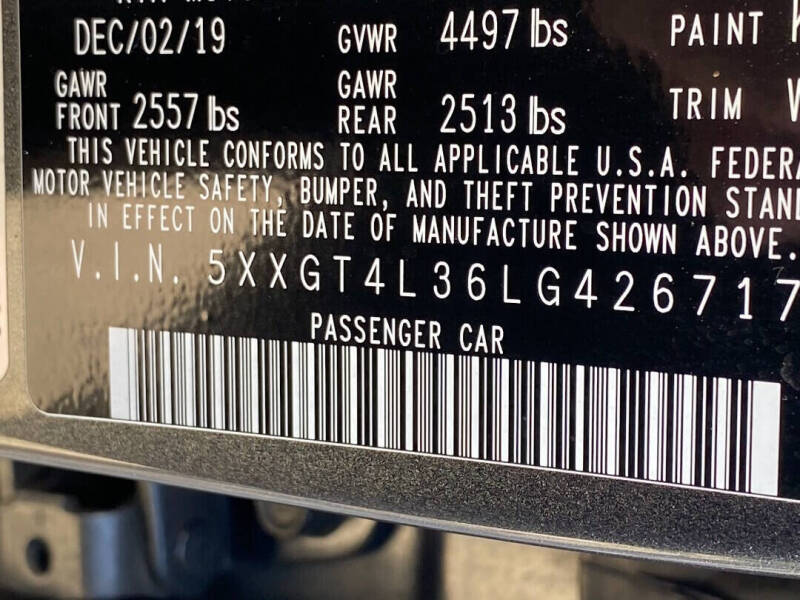 DEC/02/19 GVWR 4497 lbs PAINT
GAWR FRONT 2557 lbs GAWR REAR 2513 lbs TRIM
THIS VEHICLE CONFORMS TO ALL APPLICABLE U.S.A. FEDERA
MOTOR VEHICLE SAFETY, BUMPER, AND THEFT PREVENTION STAN
IN EFFECT ON THE DATE OF MANUFACTURE SHOWN ABOVE.
V.I.N. 5XXGT4L36LG426717
PASSENGER CAR